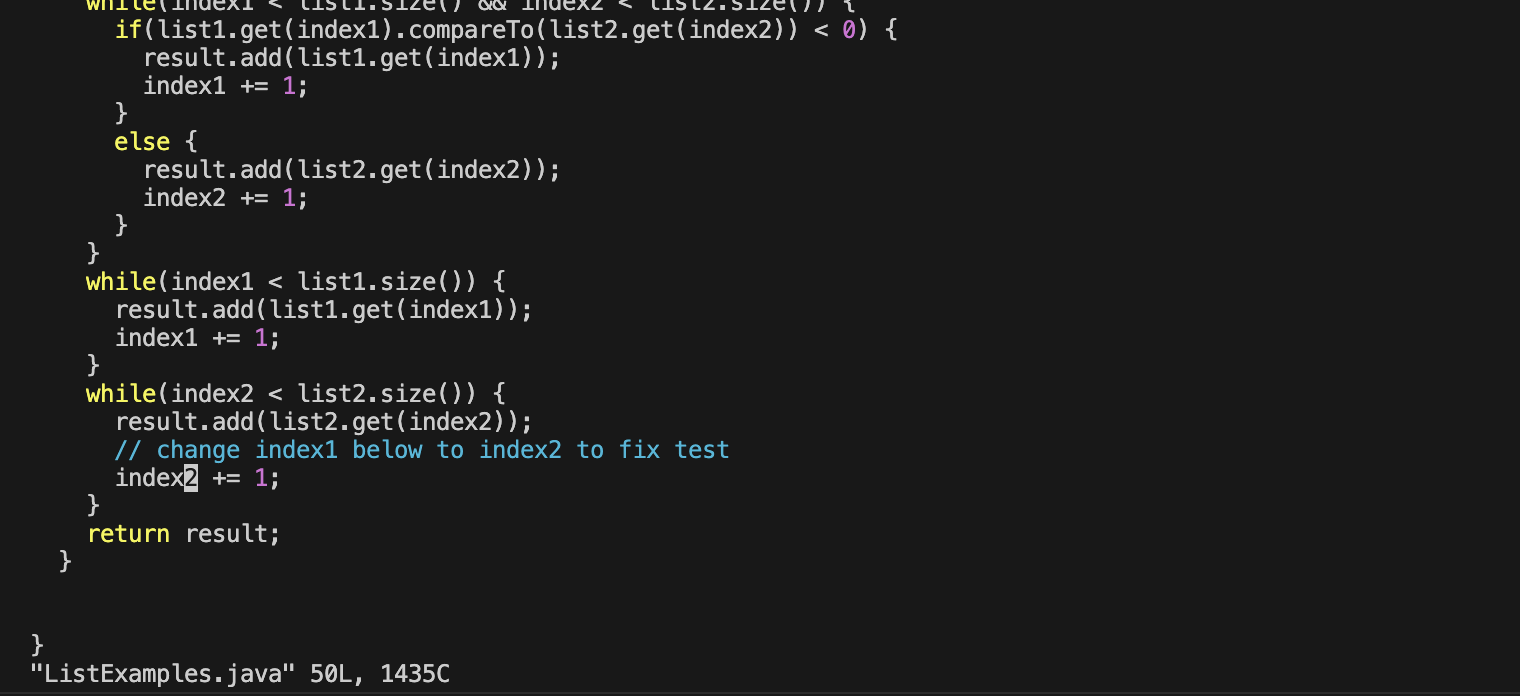 while(index1 < list1.size() && index2 < list2.size()) {
      if(list1.get(index1).compareTo(list2.get(index2)) < 0) {
        result.add(list1.get(index1));
        index1 += 1;
      }
      else {
        result.add(list2.get(index2));
        index2 += 1;
      }
    }
    while(index1 < list1.size()) {
      result.add(list1.get(index1));
      index1 += 1;
    }
    while(index2 < list2.size()) {
      result.add(list2.get(index2));
      // change index1 below to index2 to fix test
      index2 += 1;
    }
    return result;
  }
}
"ListExamples.java" 50L, 1435C